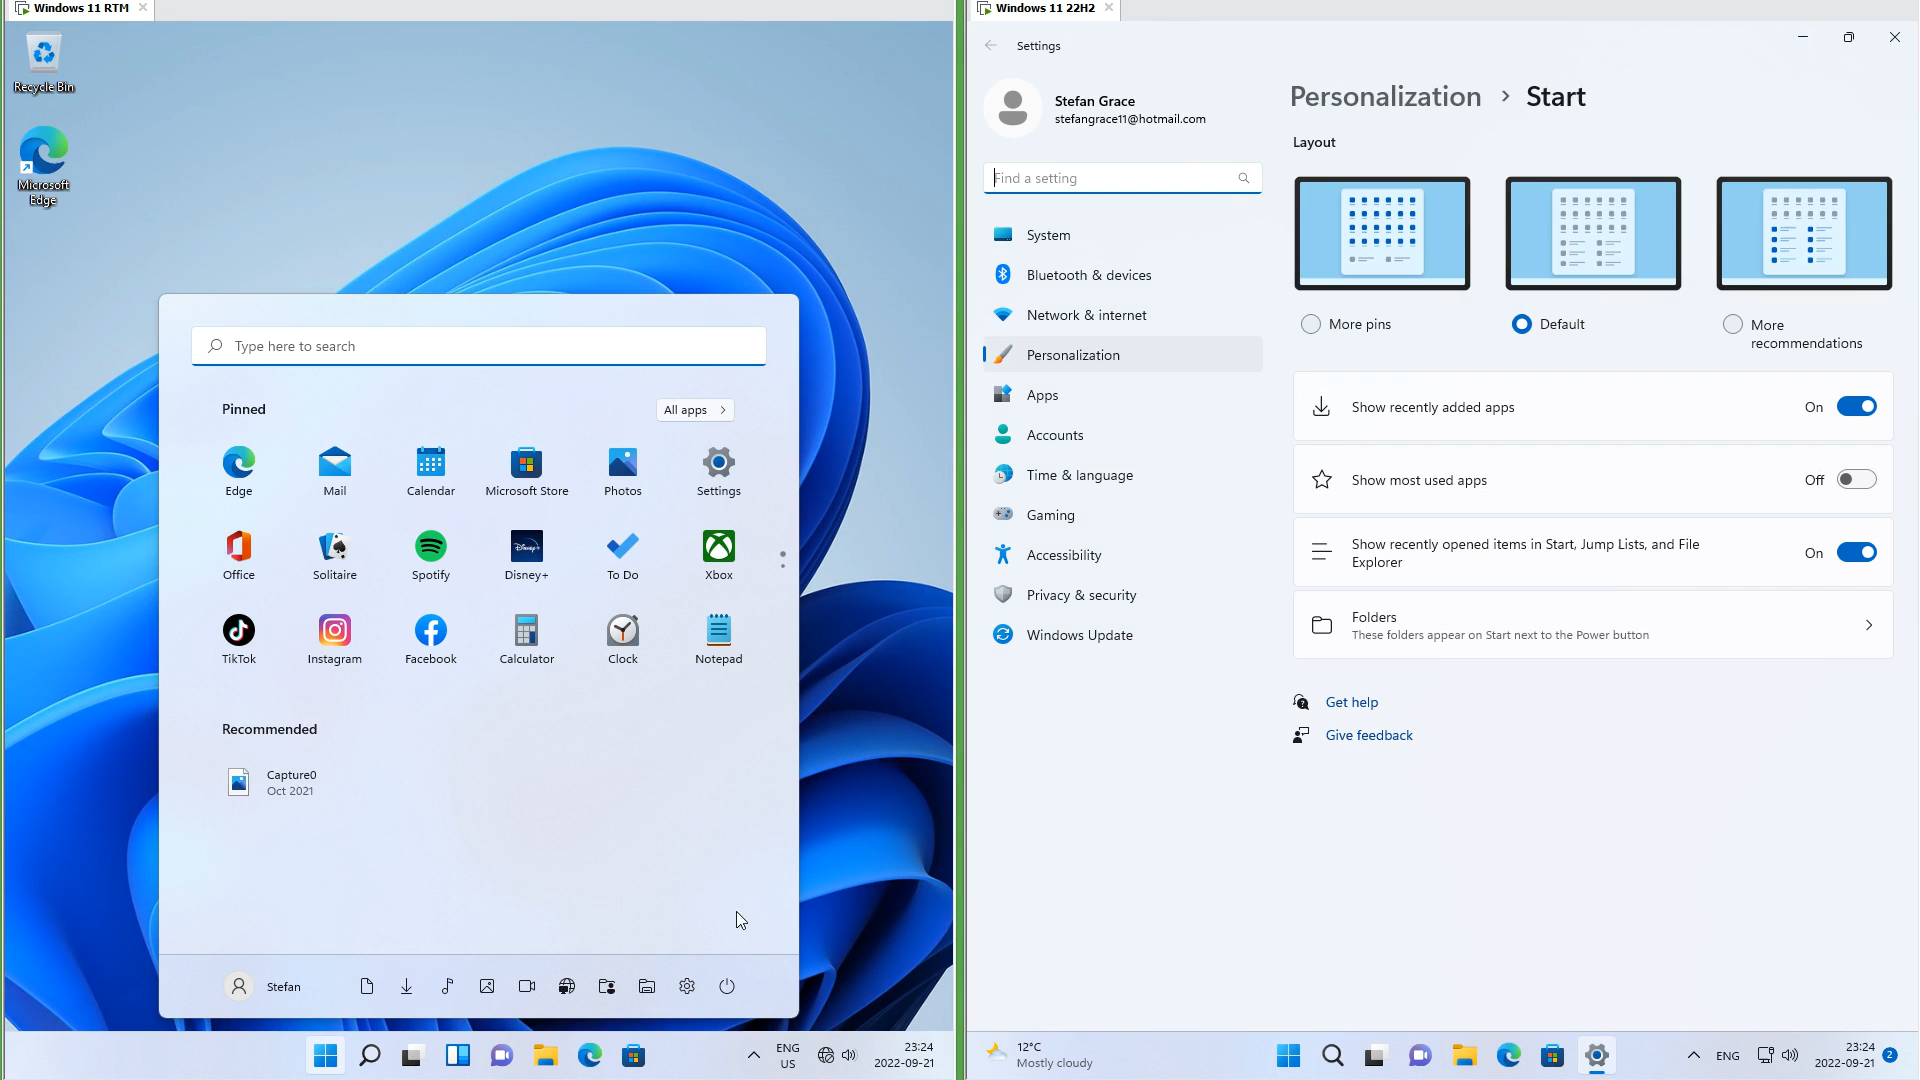 Windows 11 RTM
Recycle Bin
Microsoft
Edge
Type here to search
Pinned
All apps
Edge
Mail
Calendar
Microsoft Store
Photos
Settings
Office
Solitaire
Spotify
Disney+
To Do
Xbox
TikTok
Instagram
Facebook
Calculator
Clock
Notepad
Recommended
Capture0
Oct 2021
Stefan
ENG
US
23:24
2022-09-21
Windows 11 22H2
Settings
Stefan Grace
stefangrace11@hotmail.com
Find a setting
System
Bluetooth & devices
Network & internet
Personalization
Apps
Accounts
Time & language
Gaming
Accessibility
Privacy & security
Windows Update
Personalization > Start
Layout
More pins
Default
More
recommendations
Show recently added apps
On
Show most used apps
Off
Show recently opened items in Start, Jump Lists, and File
Explorer
On
Folders
These folders appear on Start next to the Power button
Get help
Give feedback
12°C
Mostly cloudy
ENG
23:24
2022-09-21
2